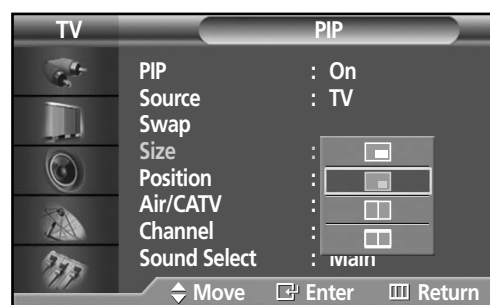 TV PIP
PIP : On
Source : TV
Swap
Size :
Position :
Air/CATV :
Channel :
Sound Select : Main
Move Enter Return